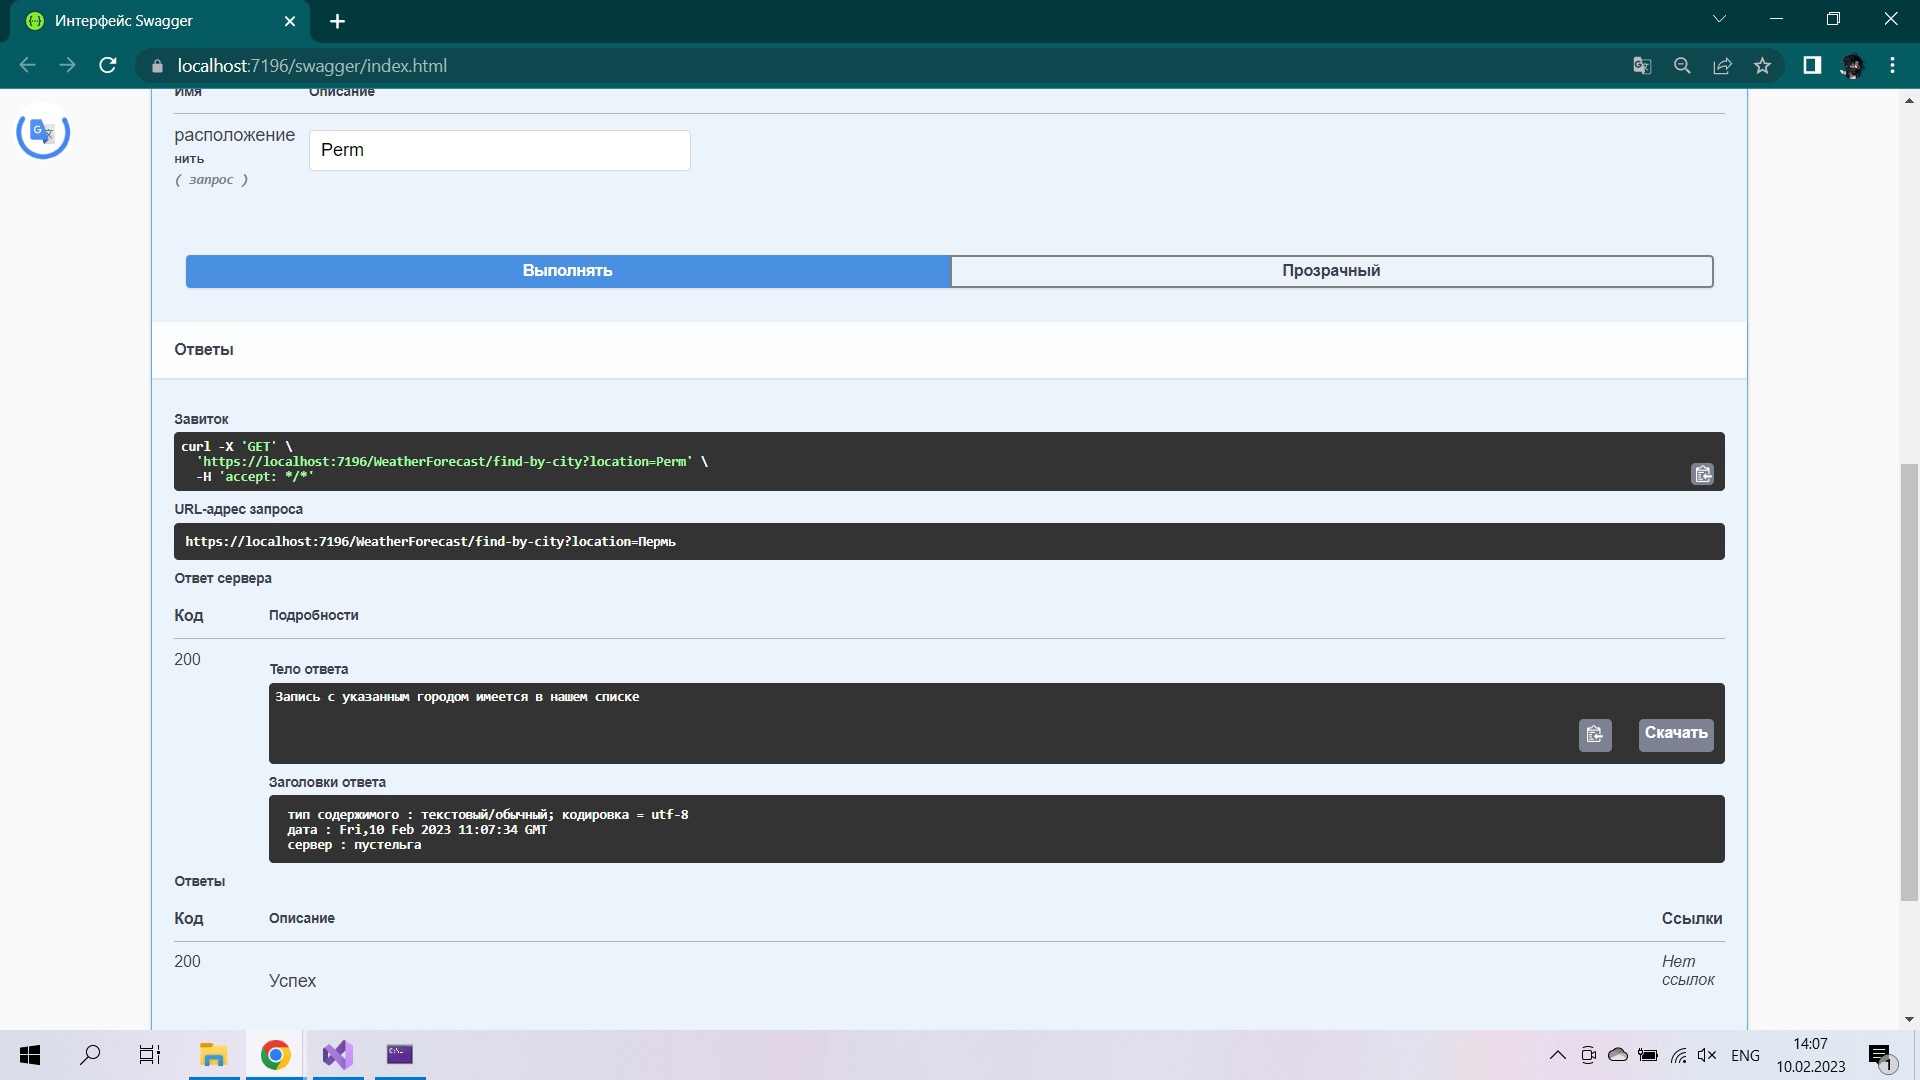 Интерфейс Swagger
localhost:7196/swagger/index.html
Имя Описание
расположение
нить
( запрос )
Perm
Выполнять Прозрачный
Ответы
Завиток
curl -X 'GET' \
'https://localhost:7196/WeatherForecast/find-by-city?location=Perm' \
-H 'accept: */*'
URL-адрес запроса
https://localhost:7196/WeatherForecast/find-by-city?location=Пермь
Ответ сервера
Код Подробности
200
Тело ответа
Запись с указанным городом имеется в нашем списке
Скачать
Заголовки ответа
тип содержимого : текстовый/обычный; кодировка = utf-8
дата : Fri,10 Feb 2023 11:07:34 GMT
сервер : пустельга
Ответы
Код Описание Ссылки
200
Успех
Нет
ссылок
ENG
14:07
10.02.2023
1